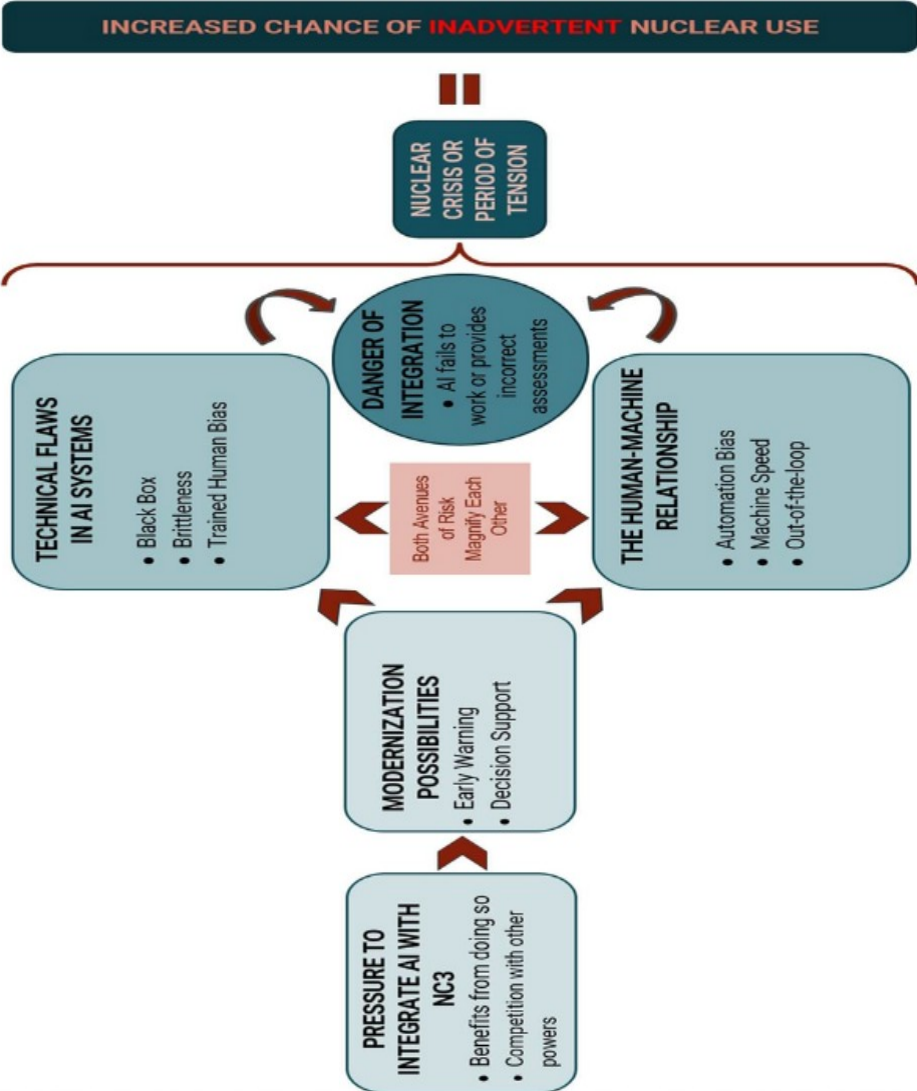 PRESSURE TO
INTEGRATE AI WITH
NC3
• Benefits from doing so
• Competition with other
powers
MODERNIZATION
POSSIBILITIES
• Early Warning
• Decision Support
TECHNICAL FLAWS
IN AI SYSTEMS
• Black Box
• Brittleness
• Trained Human Bias
Both Avenues
of Risk
Magnify Each
Other
THE HUMAN-MACHINE
RELATIONSHIP
• Automation Bias
• Machine Speed
• Out-of-the-loop
DANGER OF
INTEGRATION
• AI fails to
work or provides
incorrect
assessments
NUCLEAR
CRISIS OR
PERIOD OF
TENSION
=
INCREASED CHANCE OF INADVERTENT NUCLEAR USE